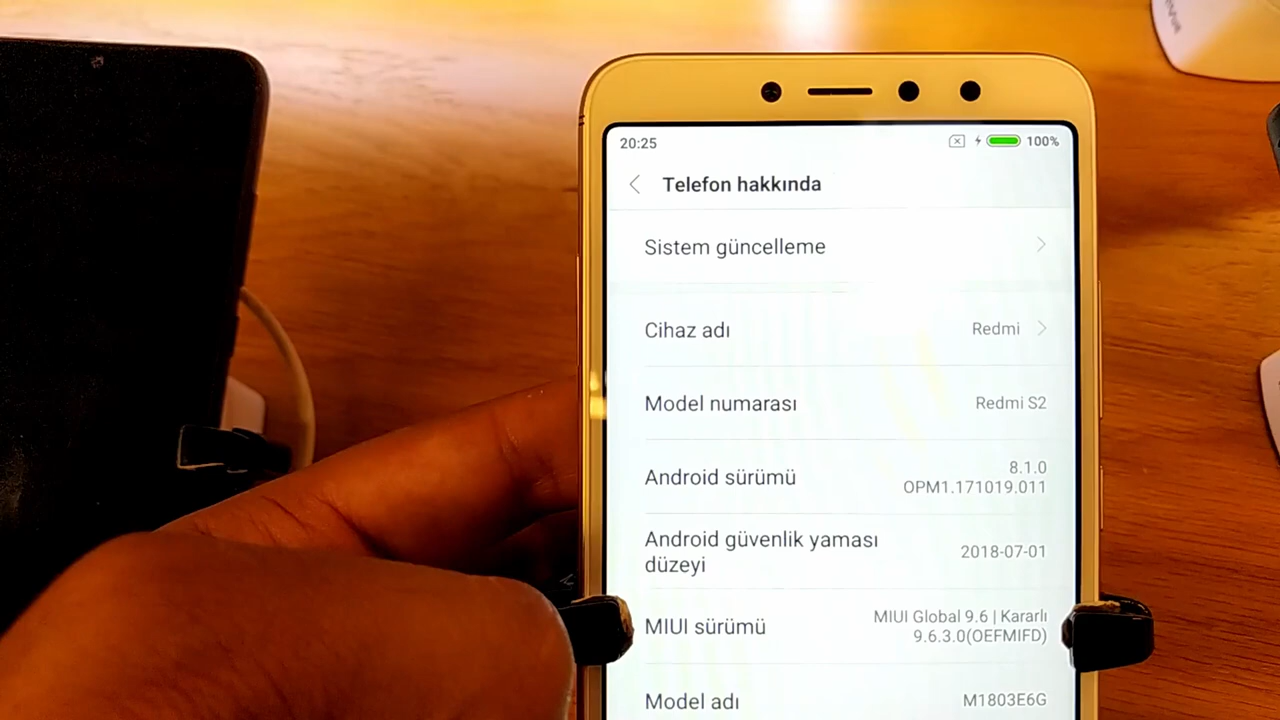 20:25
100%
Telefon hakkında
Sistem güncelleme
Cihaz adı
Redmi
Model numarası
Redmi S2
Android sürümü
8.1.0
OPM1.171019.011
Android güvenlik yaması
düzeyi
2018-07-01
MIUI sürümü
MIUI Global 9.6 | Kararlı
9.6.3.0(OEFMIFD)
Model adı
M1803E6G